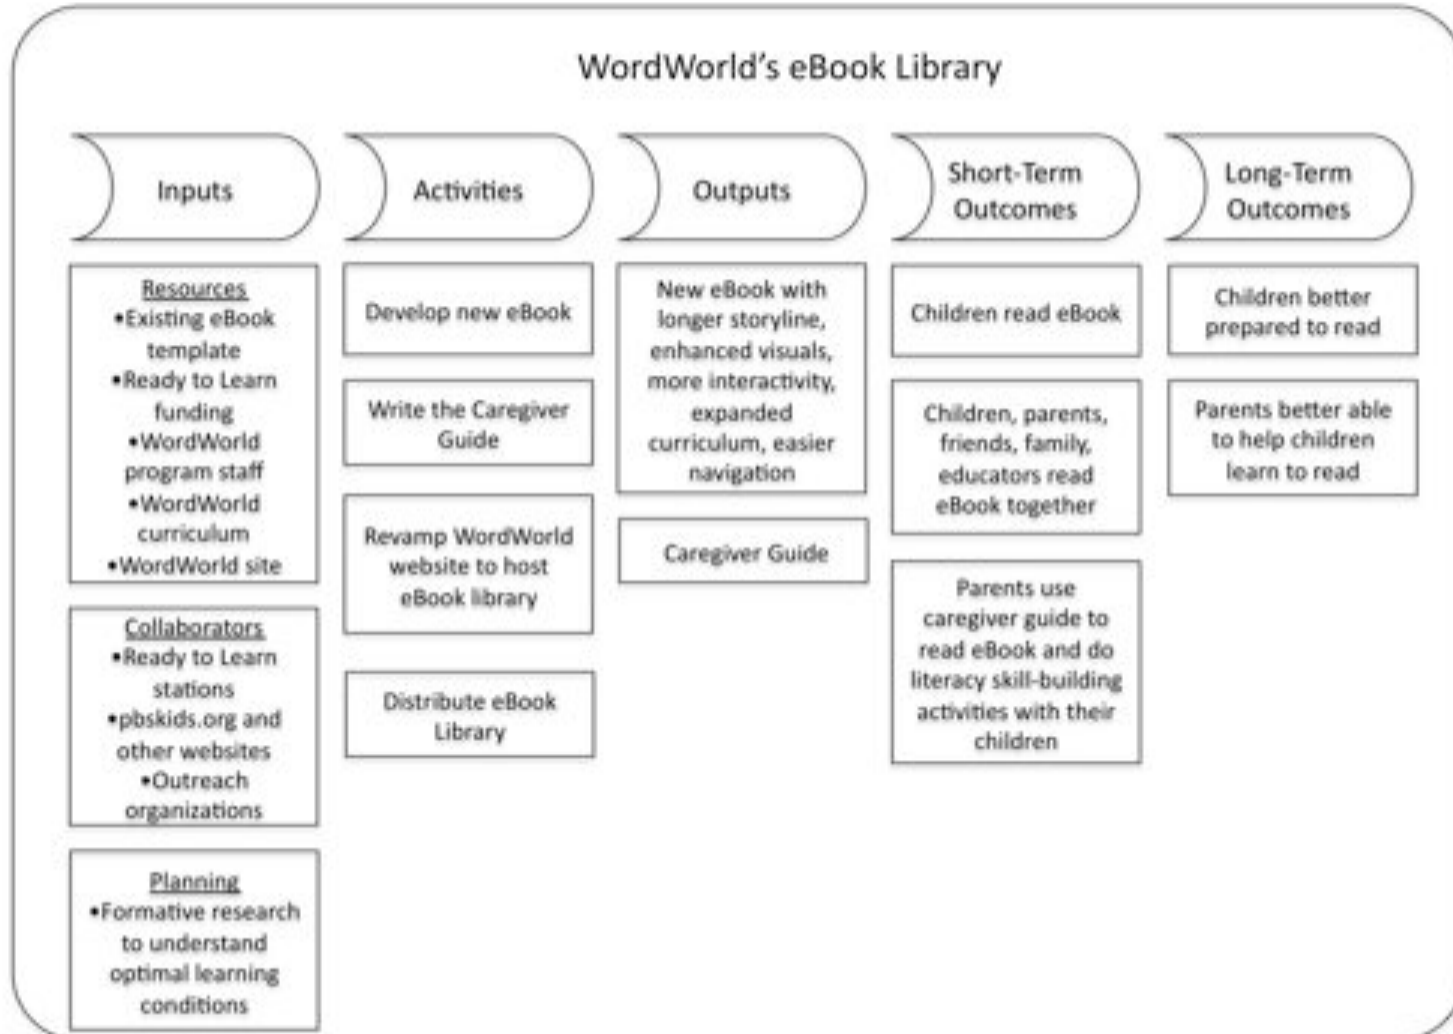 WordWorld's eBook Library
Inputs
Resources
•Existing eBook
template
•Ready to Learn
funding
•WordWorld
program staff
•WordWorld
curriculum
•WordWorld site
Collaborators
•Ready to Learn
stations
•pbskids.org and
other websites
•Outreach
organizations
Planning
•Formative research
to understand
optimal learning
conditions
Activities
Develop new eBook
Write the Caregiver
Guide
Revamp WordWorld
website to host
eBook library
Distribute eBook
Library
Outputs
New eBook with
longer storyline,
enhanced visuals,
more interactivity,
expanded
curriculum, easier
navigation
Caregiver Guide
Short-Term
Outcomes
Children read eBook
Children, parents,
friends, family,
educators read
eBook together
Parents use
caregiver guide to
read eBook and do
literacy skill-building
activities with their
children
Long-Term
Outcomes
Children better
prepared to read
Parents better able
to help children
learn to read